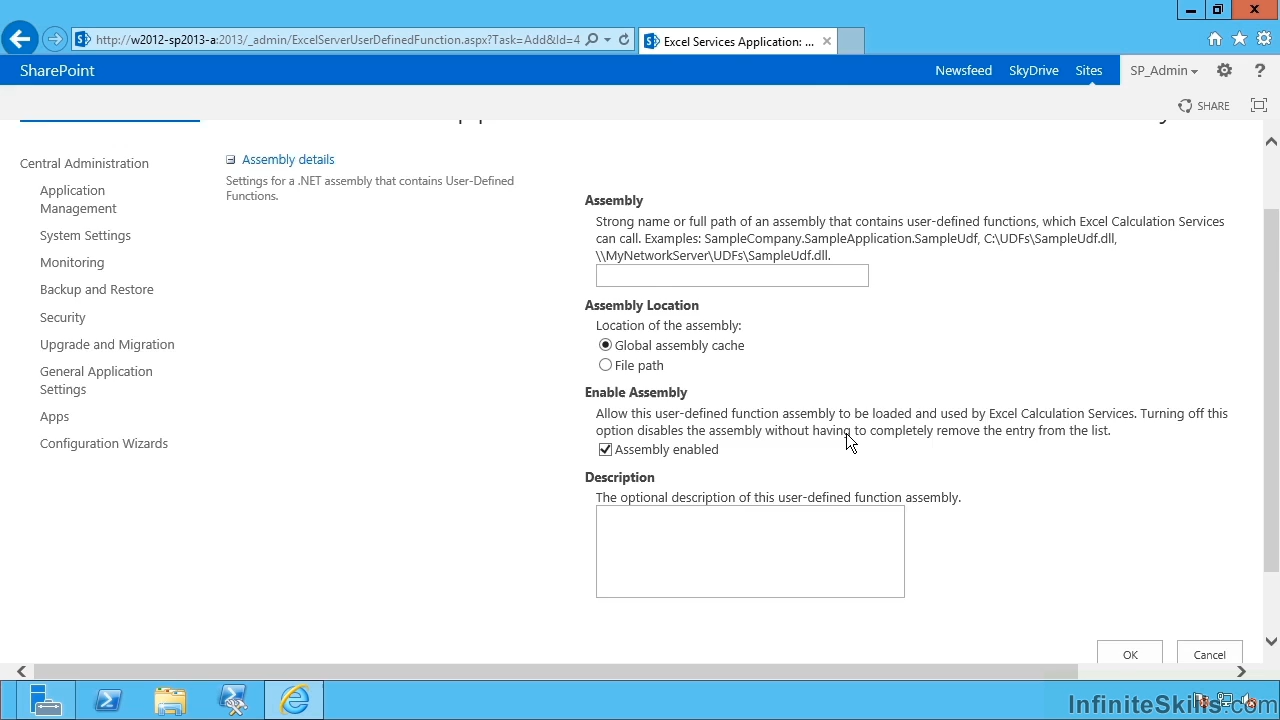 http://w2012-sp2013-a:2013/_admin/ExcelServerUserDefinedFunction.aspx?Task=Add&Id=4
Excel Services Application: ...
SharePoint
Newsfeed
SkyDrive
Sites
SP_Admin
?
SHARE
Central Administration
Application
Management
System Settings
Monitoring
Backup and Restore
Security
Upgrade and Migration
General Application
Settings
Apps
Configuration Wizards
Assembly details
Settings for a .NET assembly that contains User-Defined
Functions.
Assembly
Strong name or full path of an assembly that contains user-defined functions, which Excel Calculation Services
can call. Examples: SampleCompany.SampleApplication.SampleUdf, C:\UDFs\SampleUdf.dll,
\\MyNetworkServer\UDFs\SampleUdf.dll.
Assembly Location
Location of the assembly:
Global assembly cache
File path
Enable Assembly
Allow this user-defined function assembly to be loaded and used by Excel Calculation Services. Turning off this
option disables the assembly without having to completely remove the entry from the list.
Assembly enabled
Description
The optional description of this user-defined function assembly.
OK
Cancel
InfiniteSkills.com